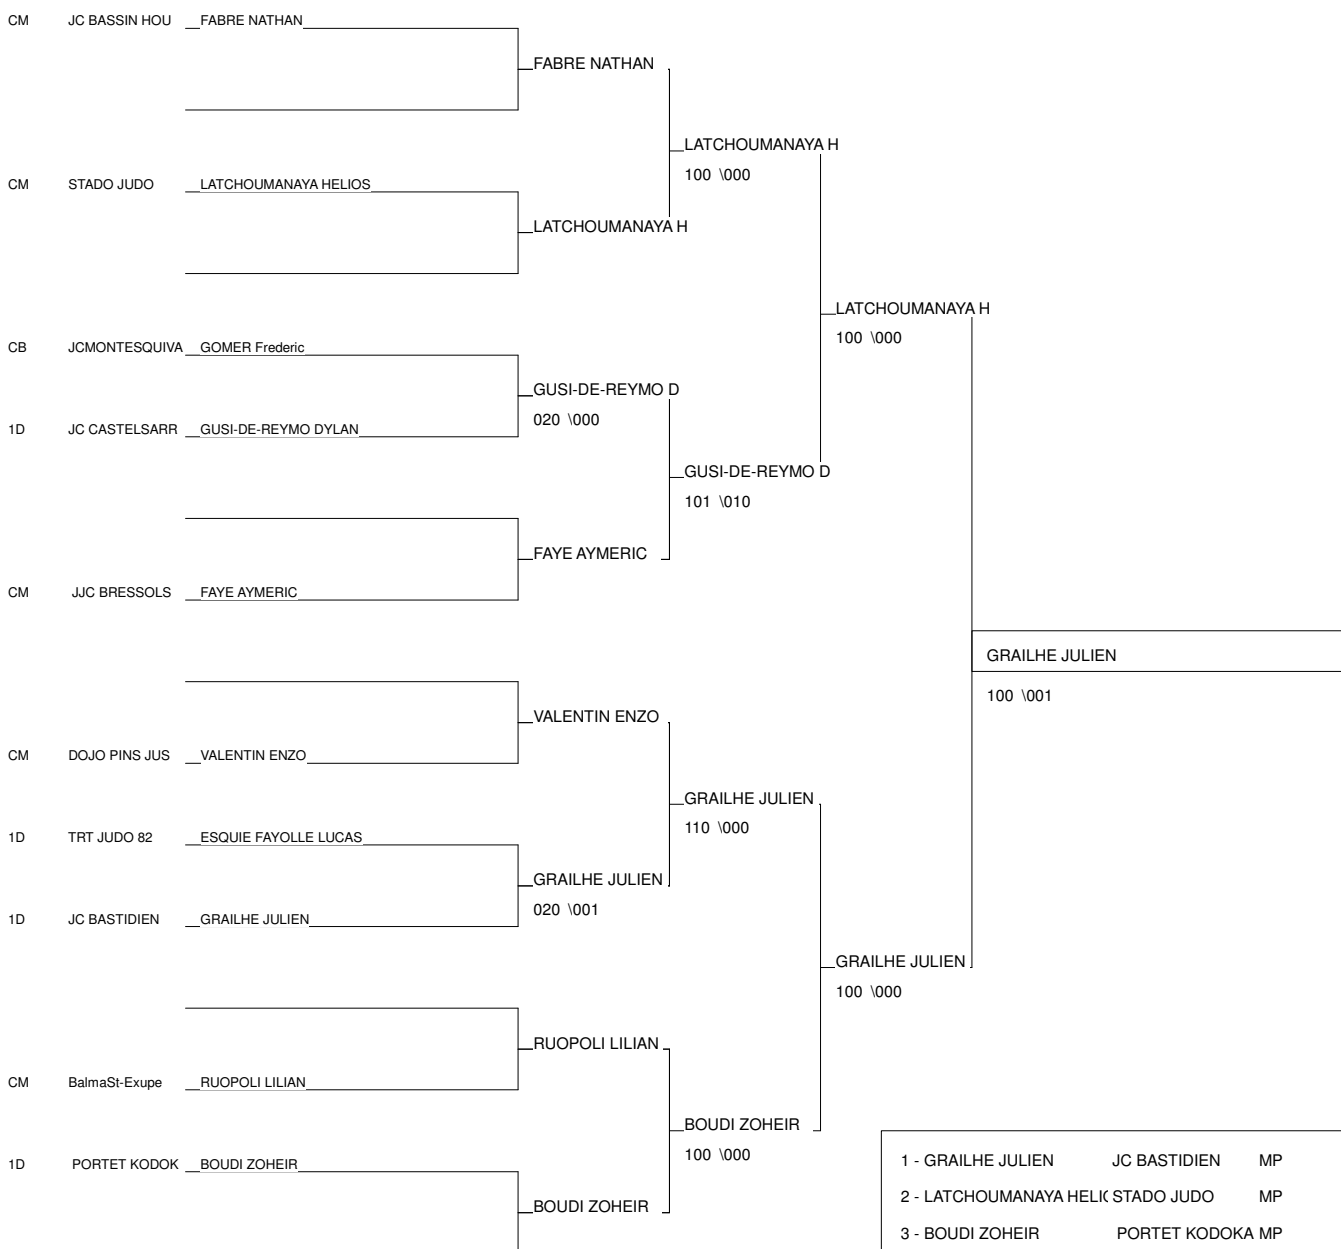 CM JC BASSIN HOU FABRE NATHAN
FABRE NATHAN
LATCHOUMANAYA H
100 \000
CM STADO JUDO LATCHOUMANAYA HELIOS
LATCHOUMANAYA H
LATCHOUMANAYA H
100 \000
CB JCMONTESQUIVA GOMER Frederic
GUSI-DE-REYMO D
020 \000
1D JC CASTELSARR GUSI-DE-REYMO DYLAN
GUSI-DE-REYMO D
101 \010
FAYE AYMERIC
CM JJC BRESSOLS FAYE AYMERIC
GRAILHE JULIEN
100 \001
VALENTIN ENZO
CM DOJO PINS JUS VALENTIN ENZO
GRAILHE JULIEN
110 \000
1D TRT JUDO 82 ESQUIE FAYOLLE LUCAS
GRAILHE JULIEN
020 \001
1D JC BASTIDIEN GRAILHE JULIEN
GRAILHE JULIEN
100 \000
RUOPOLI LILIAN
CM BalmaSt-Exupe RUOPOLI LILIAN
BOUDI ZOHEIR
100 \000
1D PORTET KODOK BOUDI ZOHEIR
BOUDI ZOHEIR
1 - GRAILHE JULIEN JC BASTIDIEN MP
2 - LATCHOUMANAYA HELI STADO JUDO MP
3 - BOUDI ZOHEIR PORTET KODOKA MP